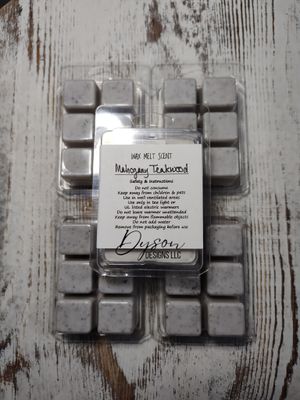 WAX MELT SCENT
Mahogany Teakwood
Safety & Instructions
Do not consume
Keep away from children & pets
Use in well ventilated areas
Use only in tea light or
UL listed electric warmers
Do not leave warmer unattended
Keep away from flammable objects
Do not add water
Remove from packaging before use
Dyson
DESIGNS LLC